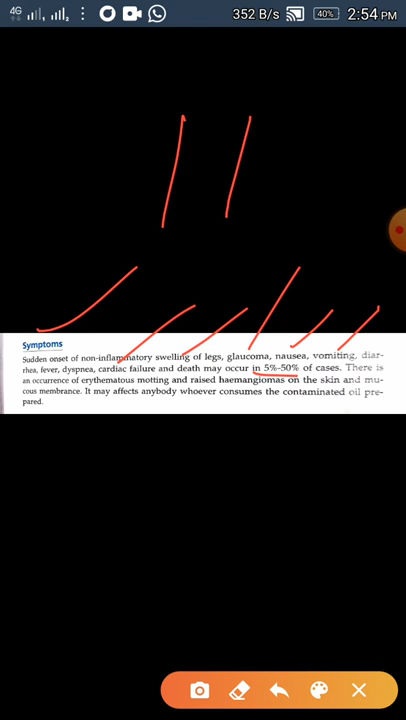 4G 352 B/s 40% 2:54 PM
Symptoms
Sudden onset of non-inflammatory swelling of legs, glaucoma, nausea, vomiting, diar-
rhea, fever, dyspnea, cardiac failure and death may occur in 5%-50% of cases. There is
an occurrence of erythematous motting and raised haemangiomas on the skin and mu-
cous membrance. It may affects anybody whoever consumes the contaminated oil pre-
pared.